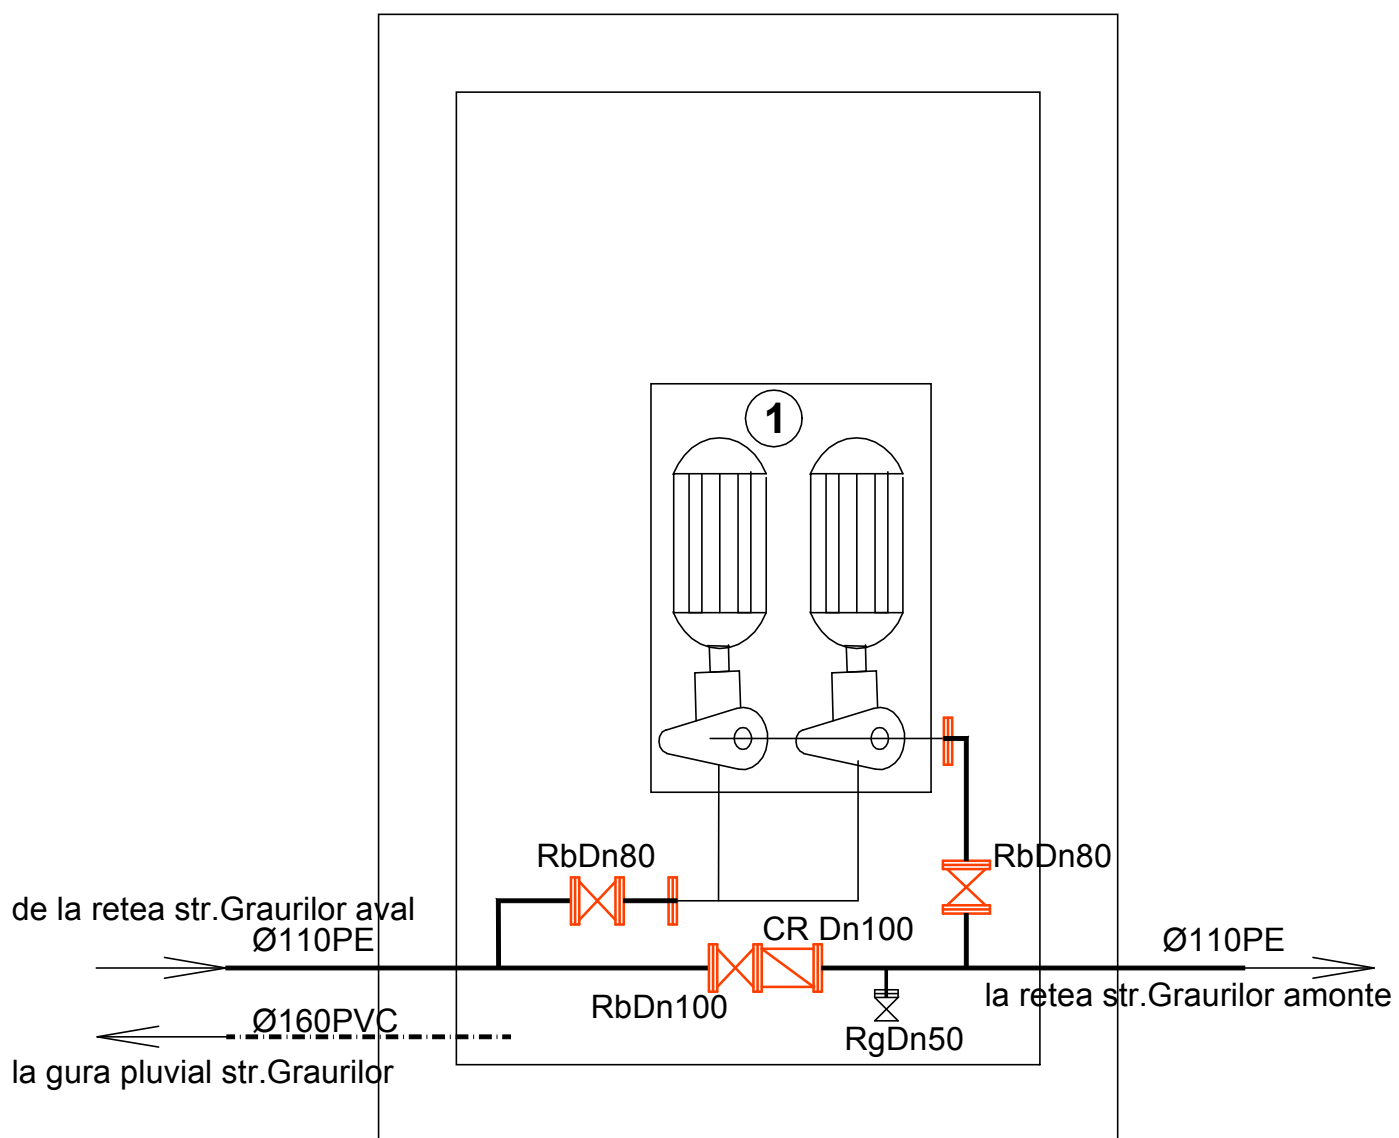 1
RbDn80
RbDn80
de la retea str.Graurilor aval
Ø110PE
CR Dn100
Ø110PE
RbDn100
la retea str.Graurilor amonte
Ø160PVC
RgDn50
la gura pluvial str.Graurilor